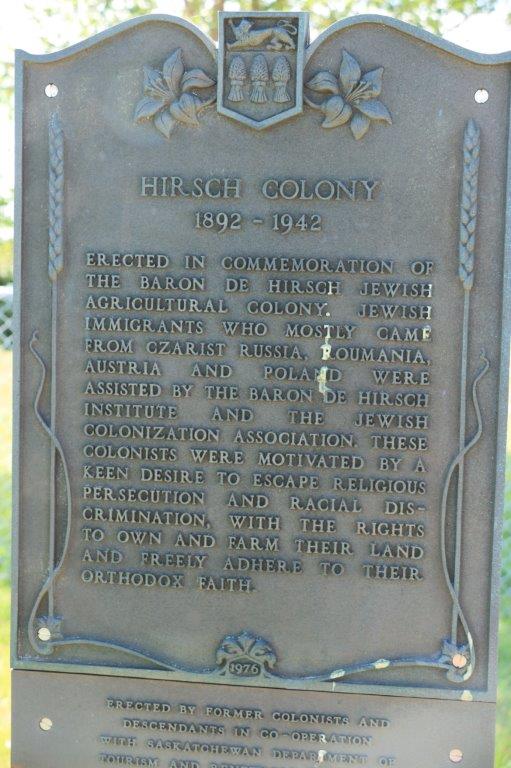 HIRSCH COLONY
1892 - 1942
ERECTED IN COMMEMORATION OF
THE BARON DE HIRSCH JEWISH
AGRICULTURAL COLONY. JEWISH
IMMIGRANTS WHO MOSTLY CAME
FROM CZARIST RUSSIA, ROUMANIA,
AUSTRIA AND POLAND WERE
ASSISTED BY THE BARON DE HIRSCH
INSTITUTE AND THE JEWISH
COLONIZATION ASSOCIATION. THESE
COLONISTS WERE MOTIVATED BY A
KEEN DESIRE TO ESCAPE RELIGIOUS
PERSECUTION AND RACIAL DIS-
CRIMINATION, WITH THE RIGHTS
TO OWN AND FARM THEIR LAND
AND FREELY ADHERE TO THEIR
ORTHODOX FAITH.
1976
ERECTED BY FORMER COLONISTS AND
DESCENDANTS IN CO-OPERATION
WITH SASKATCHEWAN DEPARTMENT OF
TOURISM AND